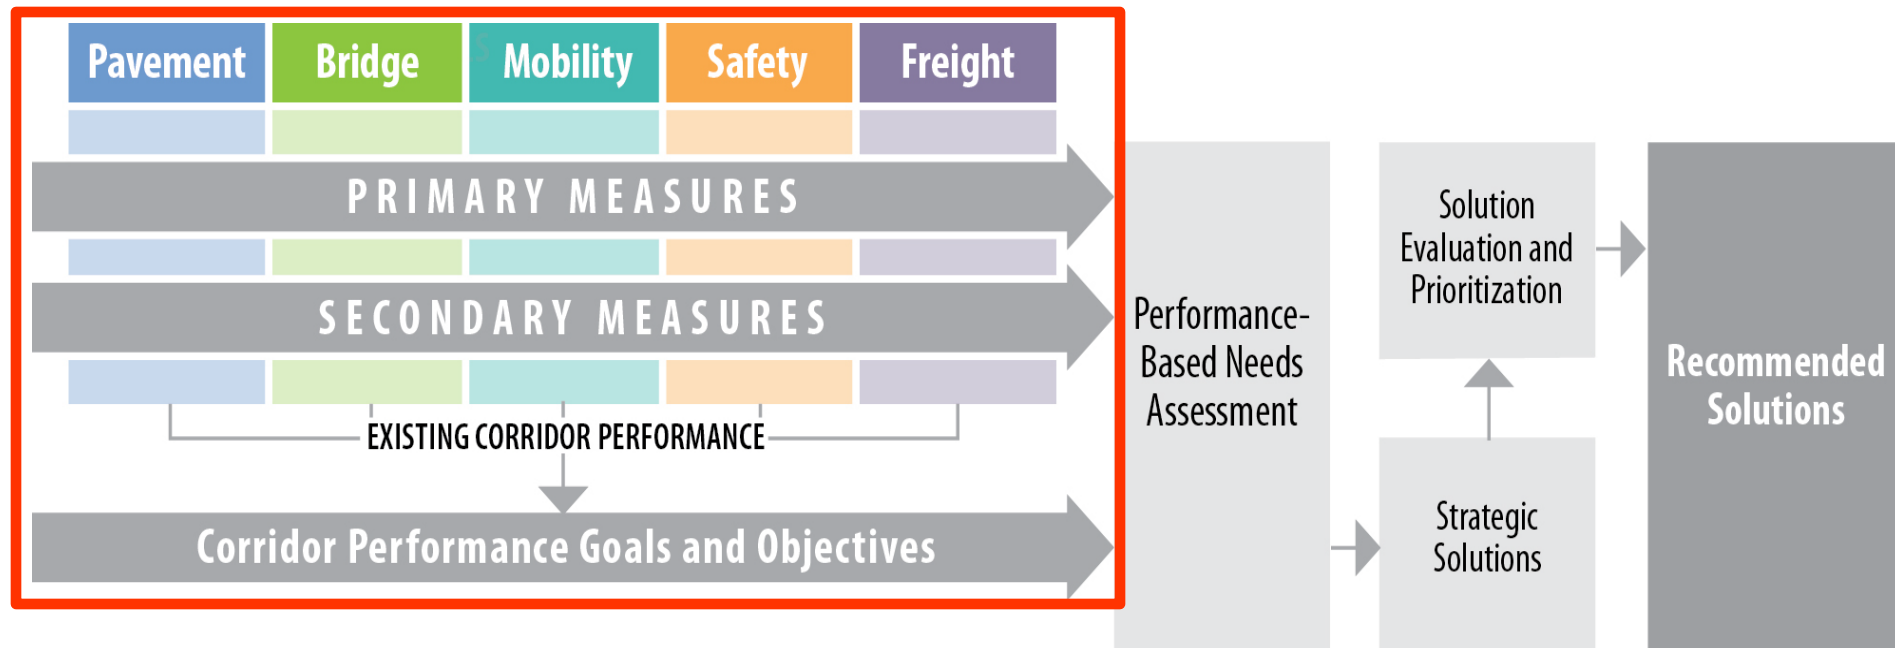 Pavement
Bridge
s
Mobility
Safety
Freight
PRIMARY MEASURES
SECONDARY MEASURES
EXISTING CORRIDOR PERFORMANCE
Corridor Performance Goals and Objectives
Performance-
Based Needs
Assessment
Strategic
Solutions
Solution
Evaluation and
Prioritization
Recommended
Solutions